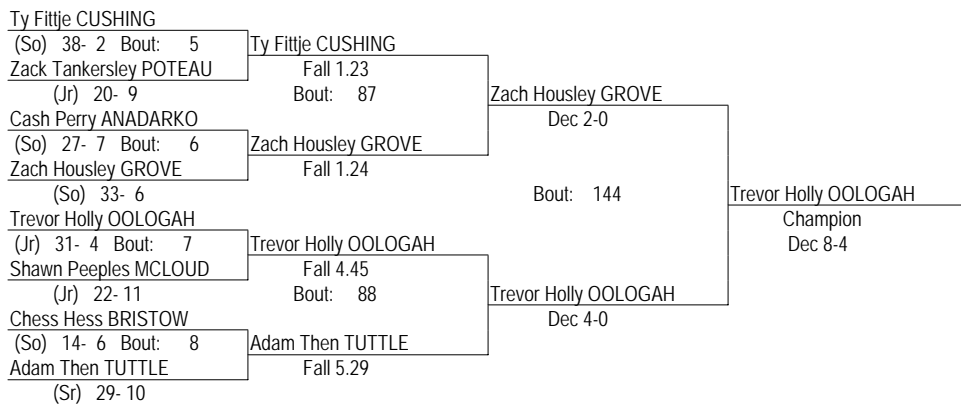 Ty Fittje CUSHING
(So) 38- 2 Bout: 5
Ty Fittje CUSHING
Zack Tankersley POTEAU
Fall 1.23
(Jr) 20- 9
Bout: 87
Zach Housley GROVE
Cash Perry ANADARKO
Dec 2-0
(So) 27- 7 Bout: 6
Zach Housley GROVE
Zach Housley GROVE
Fall 1.24
(So) 33- 6
Bout: 144
Trevor Holly OOLOGAH
Trevor Holly OOLOGAH
Champion
(Jr) 31- 4 Bout: 7
Trevor Holly OOLOGAH
Dec 8-4
Shawn Peeples MCLOUD
Fall 4.45
(Jr) 22- 11
Bout: 88
Trevor Holly OOLOGAH
Chess Hess BRISTOW
Dec 4-0
(So) 14- 6 Bout: 8
Adam Then TUTTLE
Adam Then TUTTLE
Fall 5.29
(Sr) 29- 10